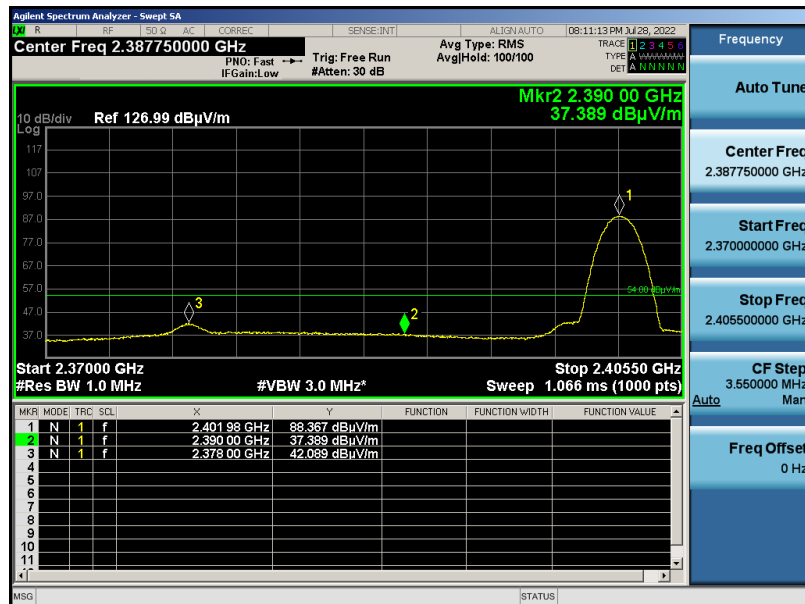 Agilent Spectrum Analyzer - Swept SA
LXI R RF 50 Ω AC CORREC SENSE:INT ALIGN AUTO 08:11:13 PM Jul 28, 2022
Center Freq 2.387750000 GHz
PNO: Fast
IFGain:Low
Trig: Free Run
#Atten: 30 dB
Avg Type: RMS
Avg|Hold: 100/100
TRACE 1 2 3 4 5 6
TYPE A WWWWW
DET A N N N N N
Mkr2 2.390 00 GHz
37.389 dBµV/m
10 dB/div Ref 126.99 dBµV/m
Log
117
107
97.0
87.0
77.0
67.0
57.0
47.0
37.0
1
54.00 dBµV/m
3
2
Start 2.37000 GHz Stop 2.40550 GHz
#Res BW 1.0 MHz #VBW 3.0 MHz* Sweep 1.066 ms (1000 pts)
MKR MODE TRC SCL X Y FUNCTION FUNCTION WIDTH FUNCTION VALUE
1 N 1 f 2.401 98 GHz 88.367 dBµV/m
2 N 1 f 2.390 00 GHz 37.389 dBµV/m
3 N 1 f 2.378 00 GHz 42.089 dBµV/m
4
5
6
7
8
9
10
11
MSG STATUS
Frequency
Auto Tune
Center Freq
2.387750000 GHz
Start Freq
2.370000000 GHz
Stop Freq
2.405500000 GHz
CF Step
3.550000 MHz
Auto Man
Freq Offset
0 Hz